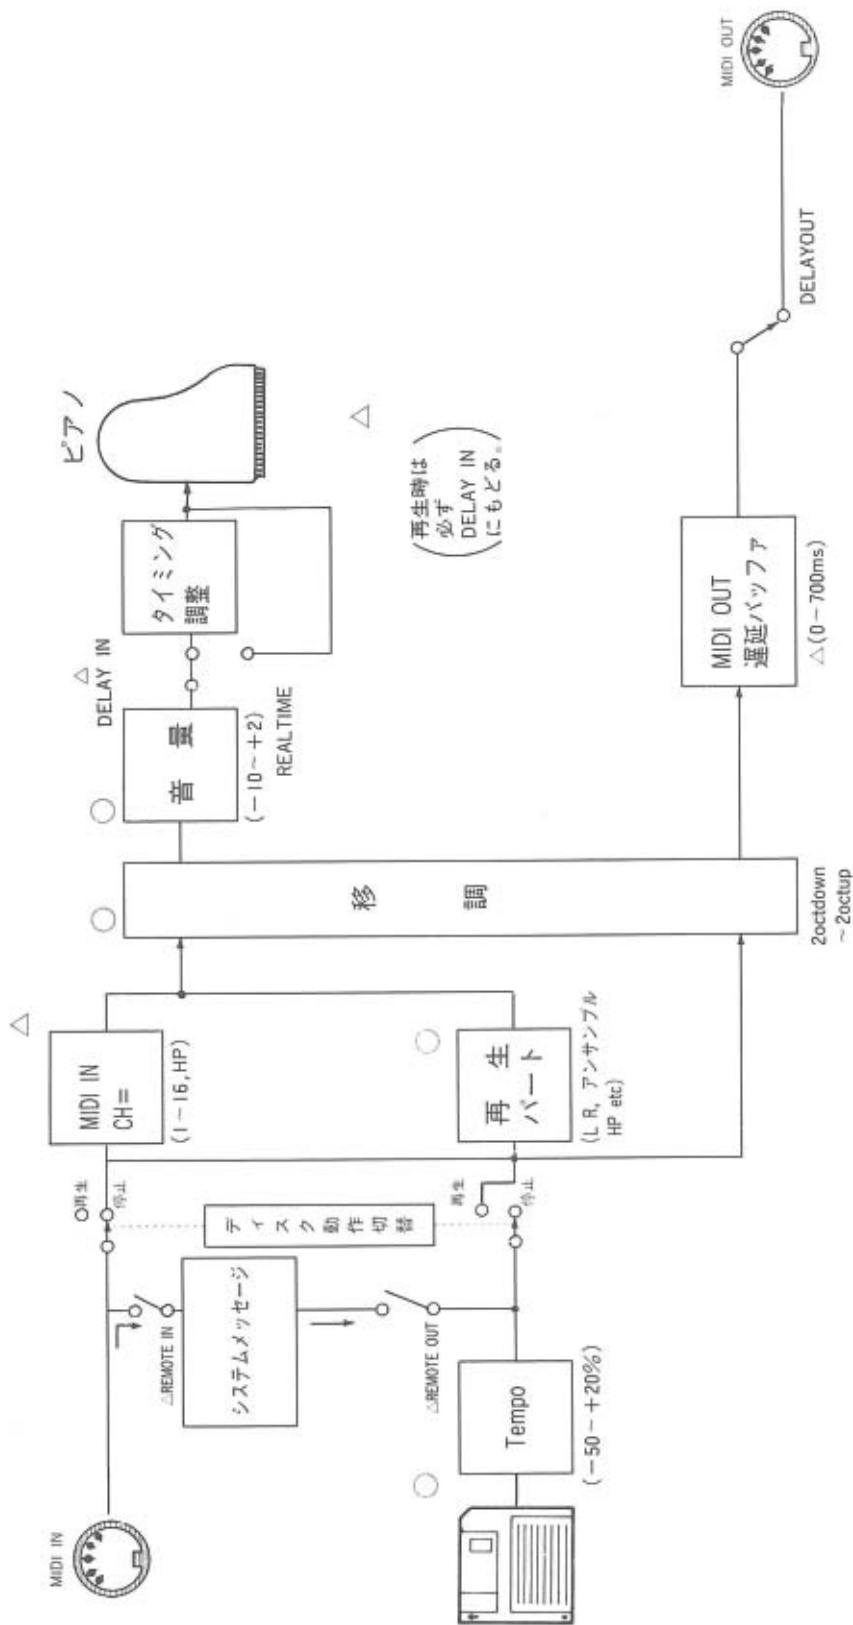 MIDI IN
△REMOTE IN
システムメッセージ
△REMOTE OUT
Tempo
(−50~+20%)
ディスク動作切替
再生
停止
再生
停止
MIDI IN
CH=
(1~16,HP)
再 生
パート
(L R, アンサンブル
HP etc)
移 調
2octdown
~2octup
音 量
(−10~+2)
△
DELAY IN
REALTIME
タイミング
調整
ピアノ
△
再生時は
必ず
DELAY IN
にもどる。
MIDI OUT
遅延バッファ
△(0−700ms)
DELAYOUT
MIDI OUT